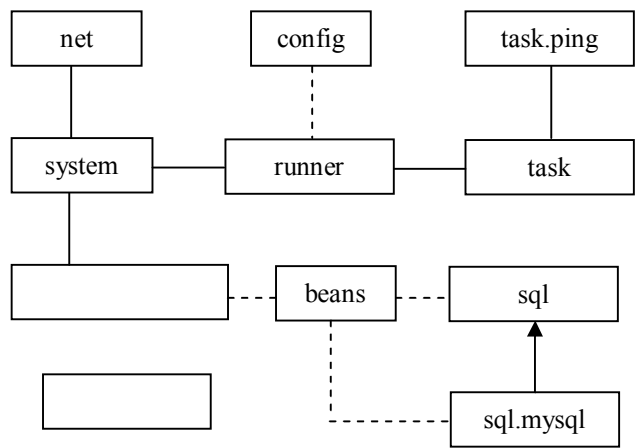 net
config
task.ping
system
runner
task
beans
sql
sql.mysql